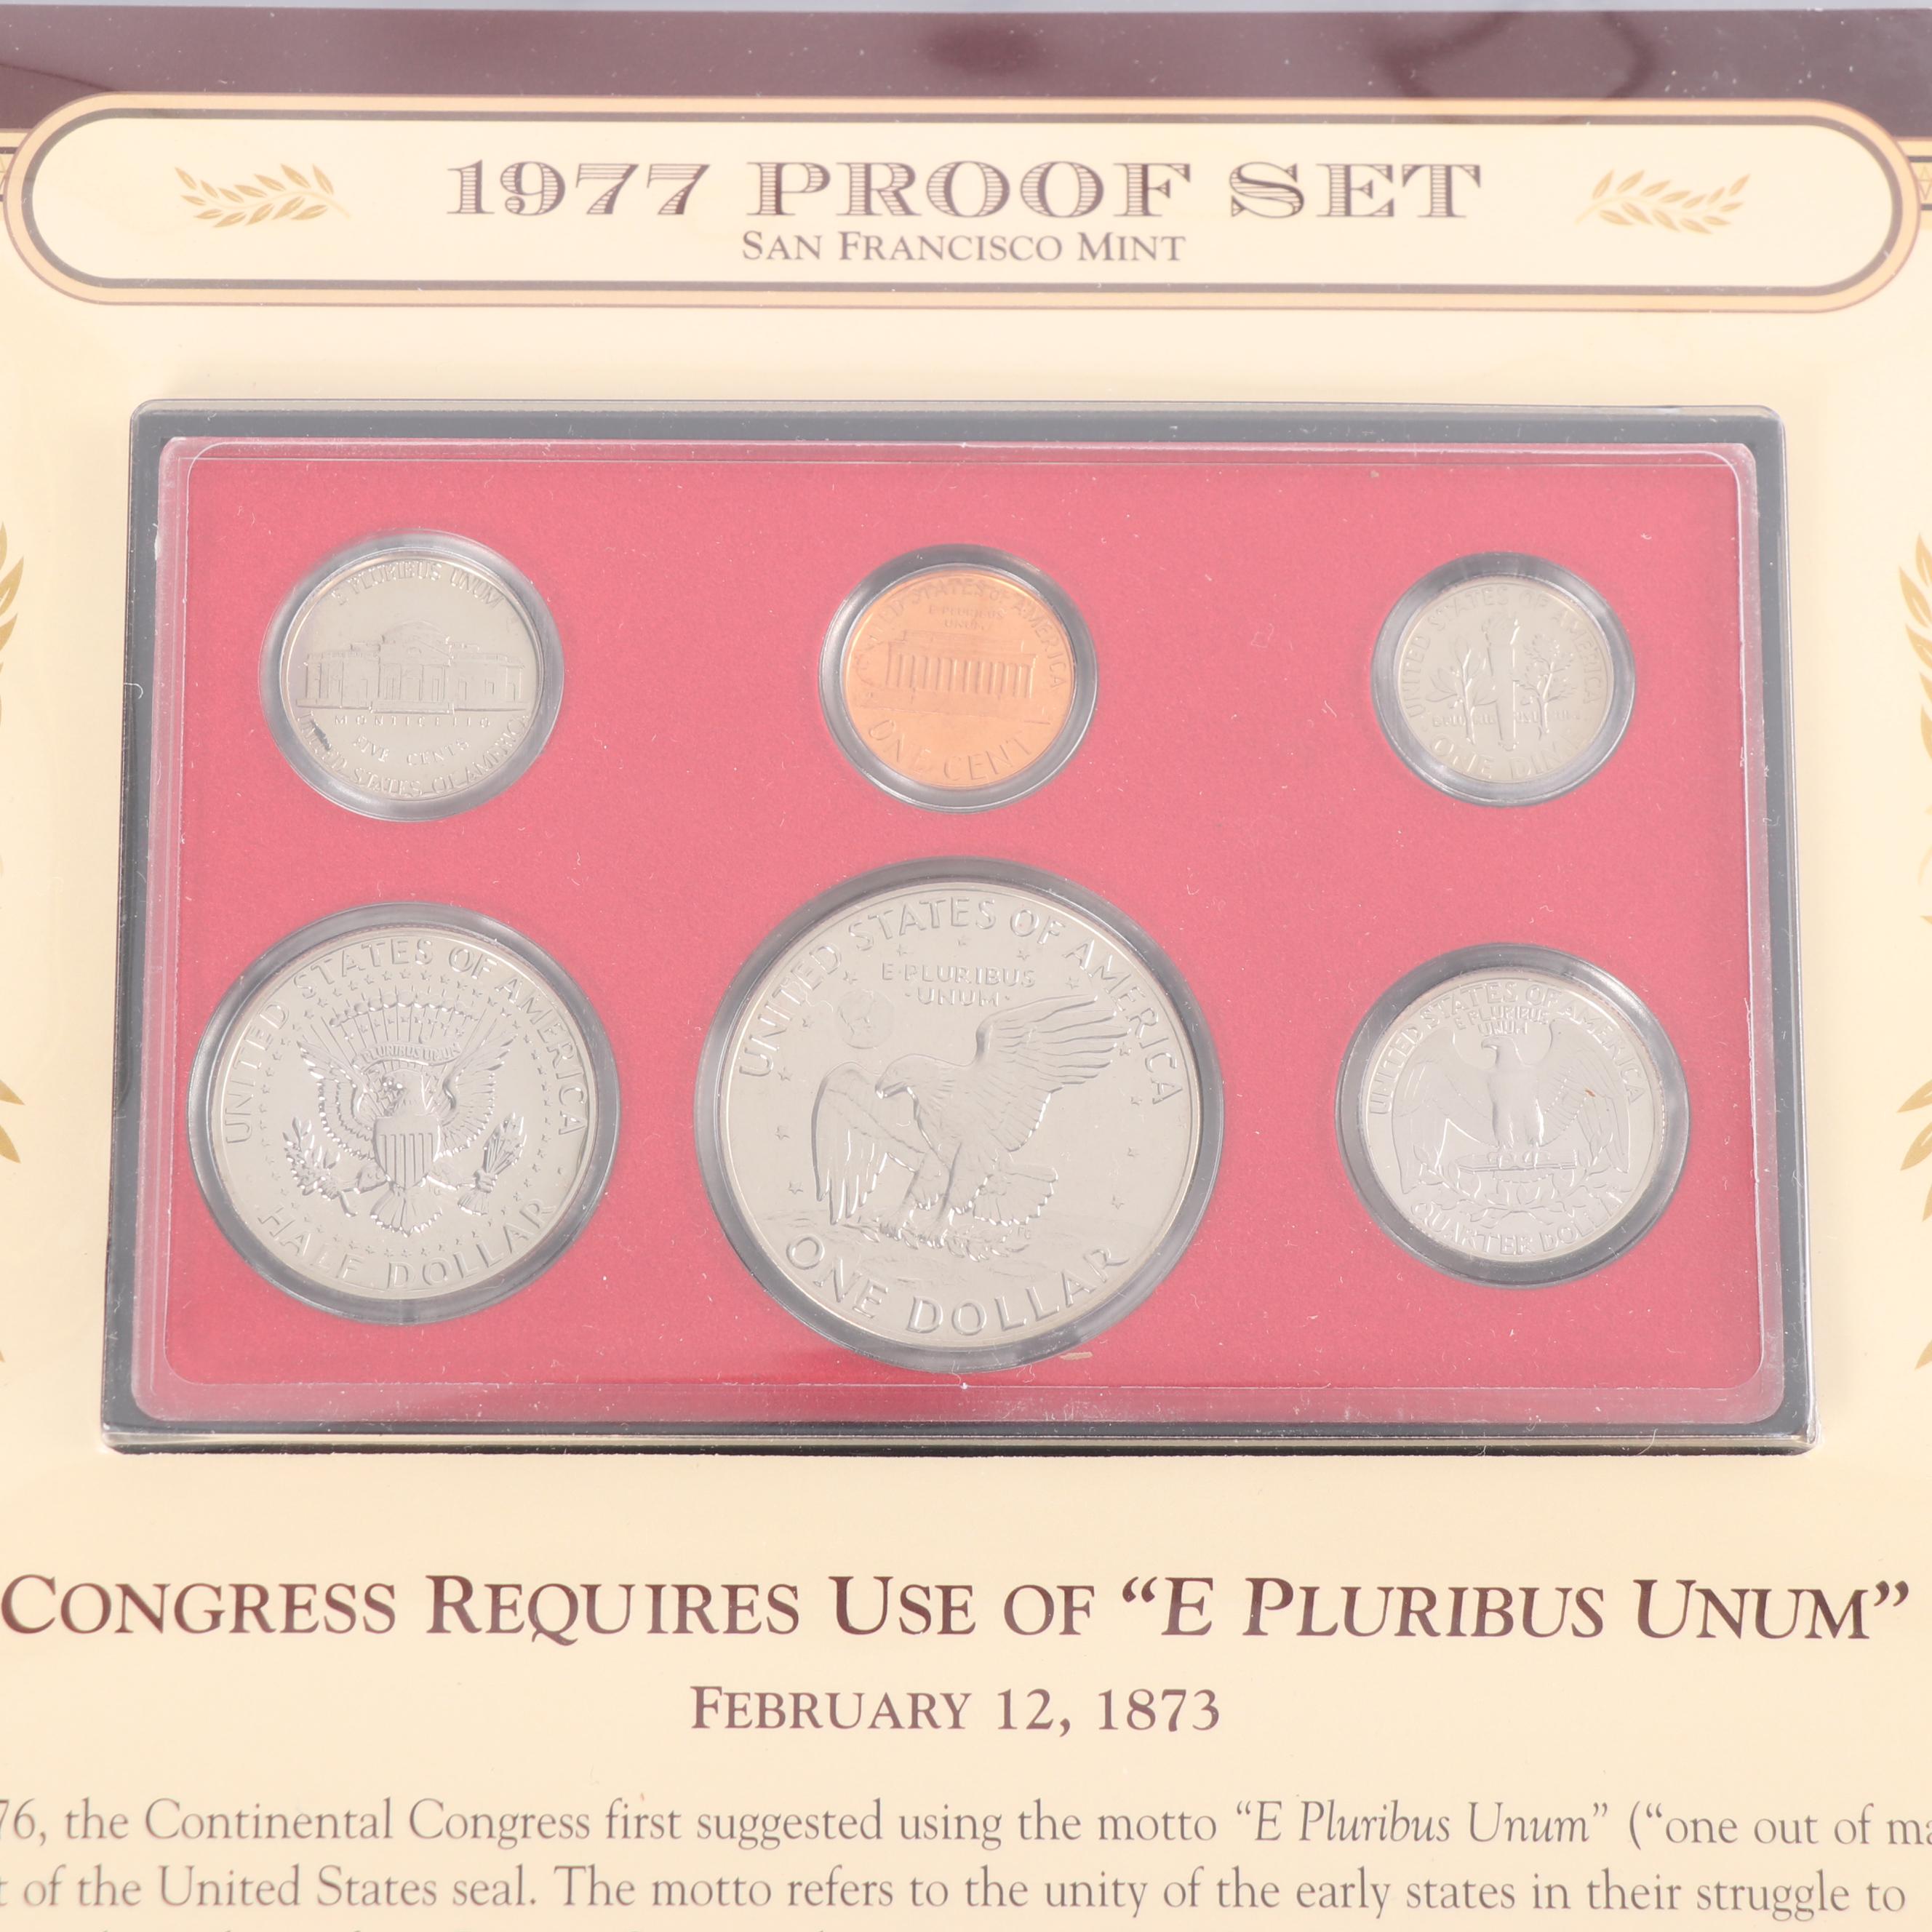 1977 PROOF SET
SAN FRANCISCO MINT
E PLURIBUS UNUM
MONTICELLO
FIVE CENTS
UNITED STATES OF AMERICA
UNITED STATES OF AMERICA
E·PLURIBUS
UNUM
ONE CENT
UNITED STATES OF AMERICA
ONE DIME
UNITED STATES OF AMERICA
E PLURIBUS UNUM
HALF DOLLAR
UNITED STATES OF AMERICA
E·PLURIBUS
·UNUM·
ONE DOLLAR
UNITED STATES OF AMERICA
E·PLURIBUS
UNUM
QUARTER DOLLAR
CONGRESS REQUIRES USE OF “E PLURIBUS UNUM”
FEBRUARY 12, 1873
76, the Continental Congress first suggested using the motto “E Pluribus Unum” (“one out of
of the United States seal. The motto refers to the unity of the early states in their struggle to